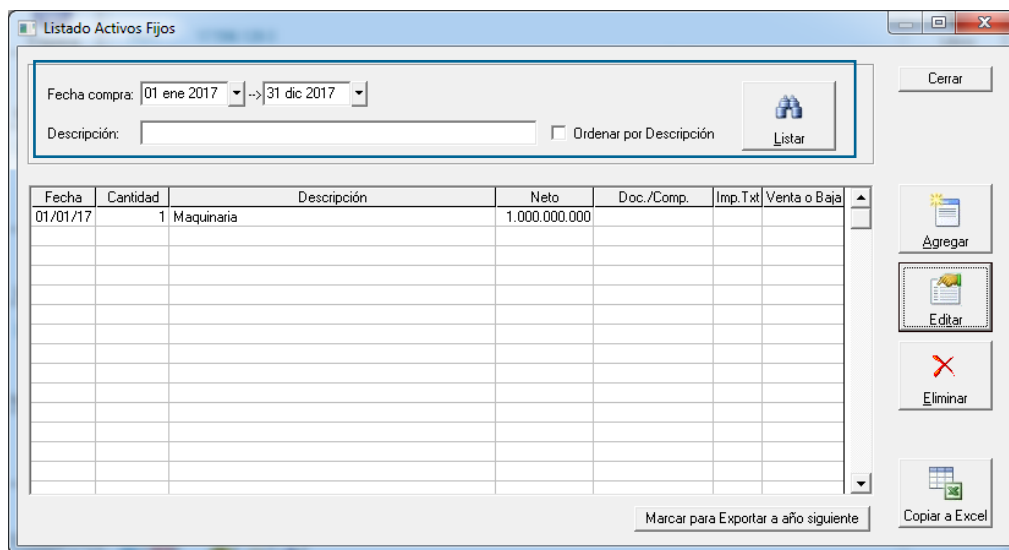 Listado Activos Fijos
Fecha compra: 01 ene 2017 --> 31 dic 2017
Descripción:
Ordenar por Descripción
Listar
Cerrar
Fecha Cantidad Descripción Neto Doc./Comp. Imp.Txt Venta o Baja
01/01/17 1 Maquinaria 1.000.000.000
Agregar
Editar
Eliminar
Copiar a Excel
Marcar para Exportar a año siguiente